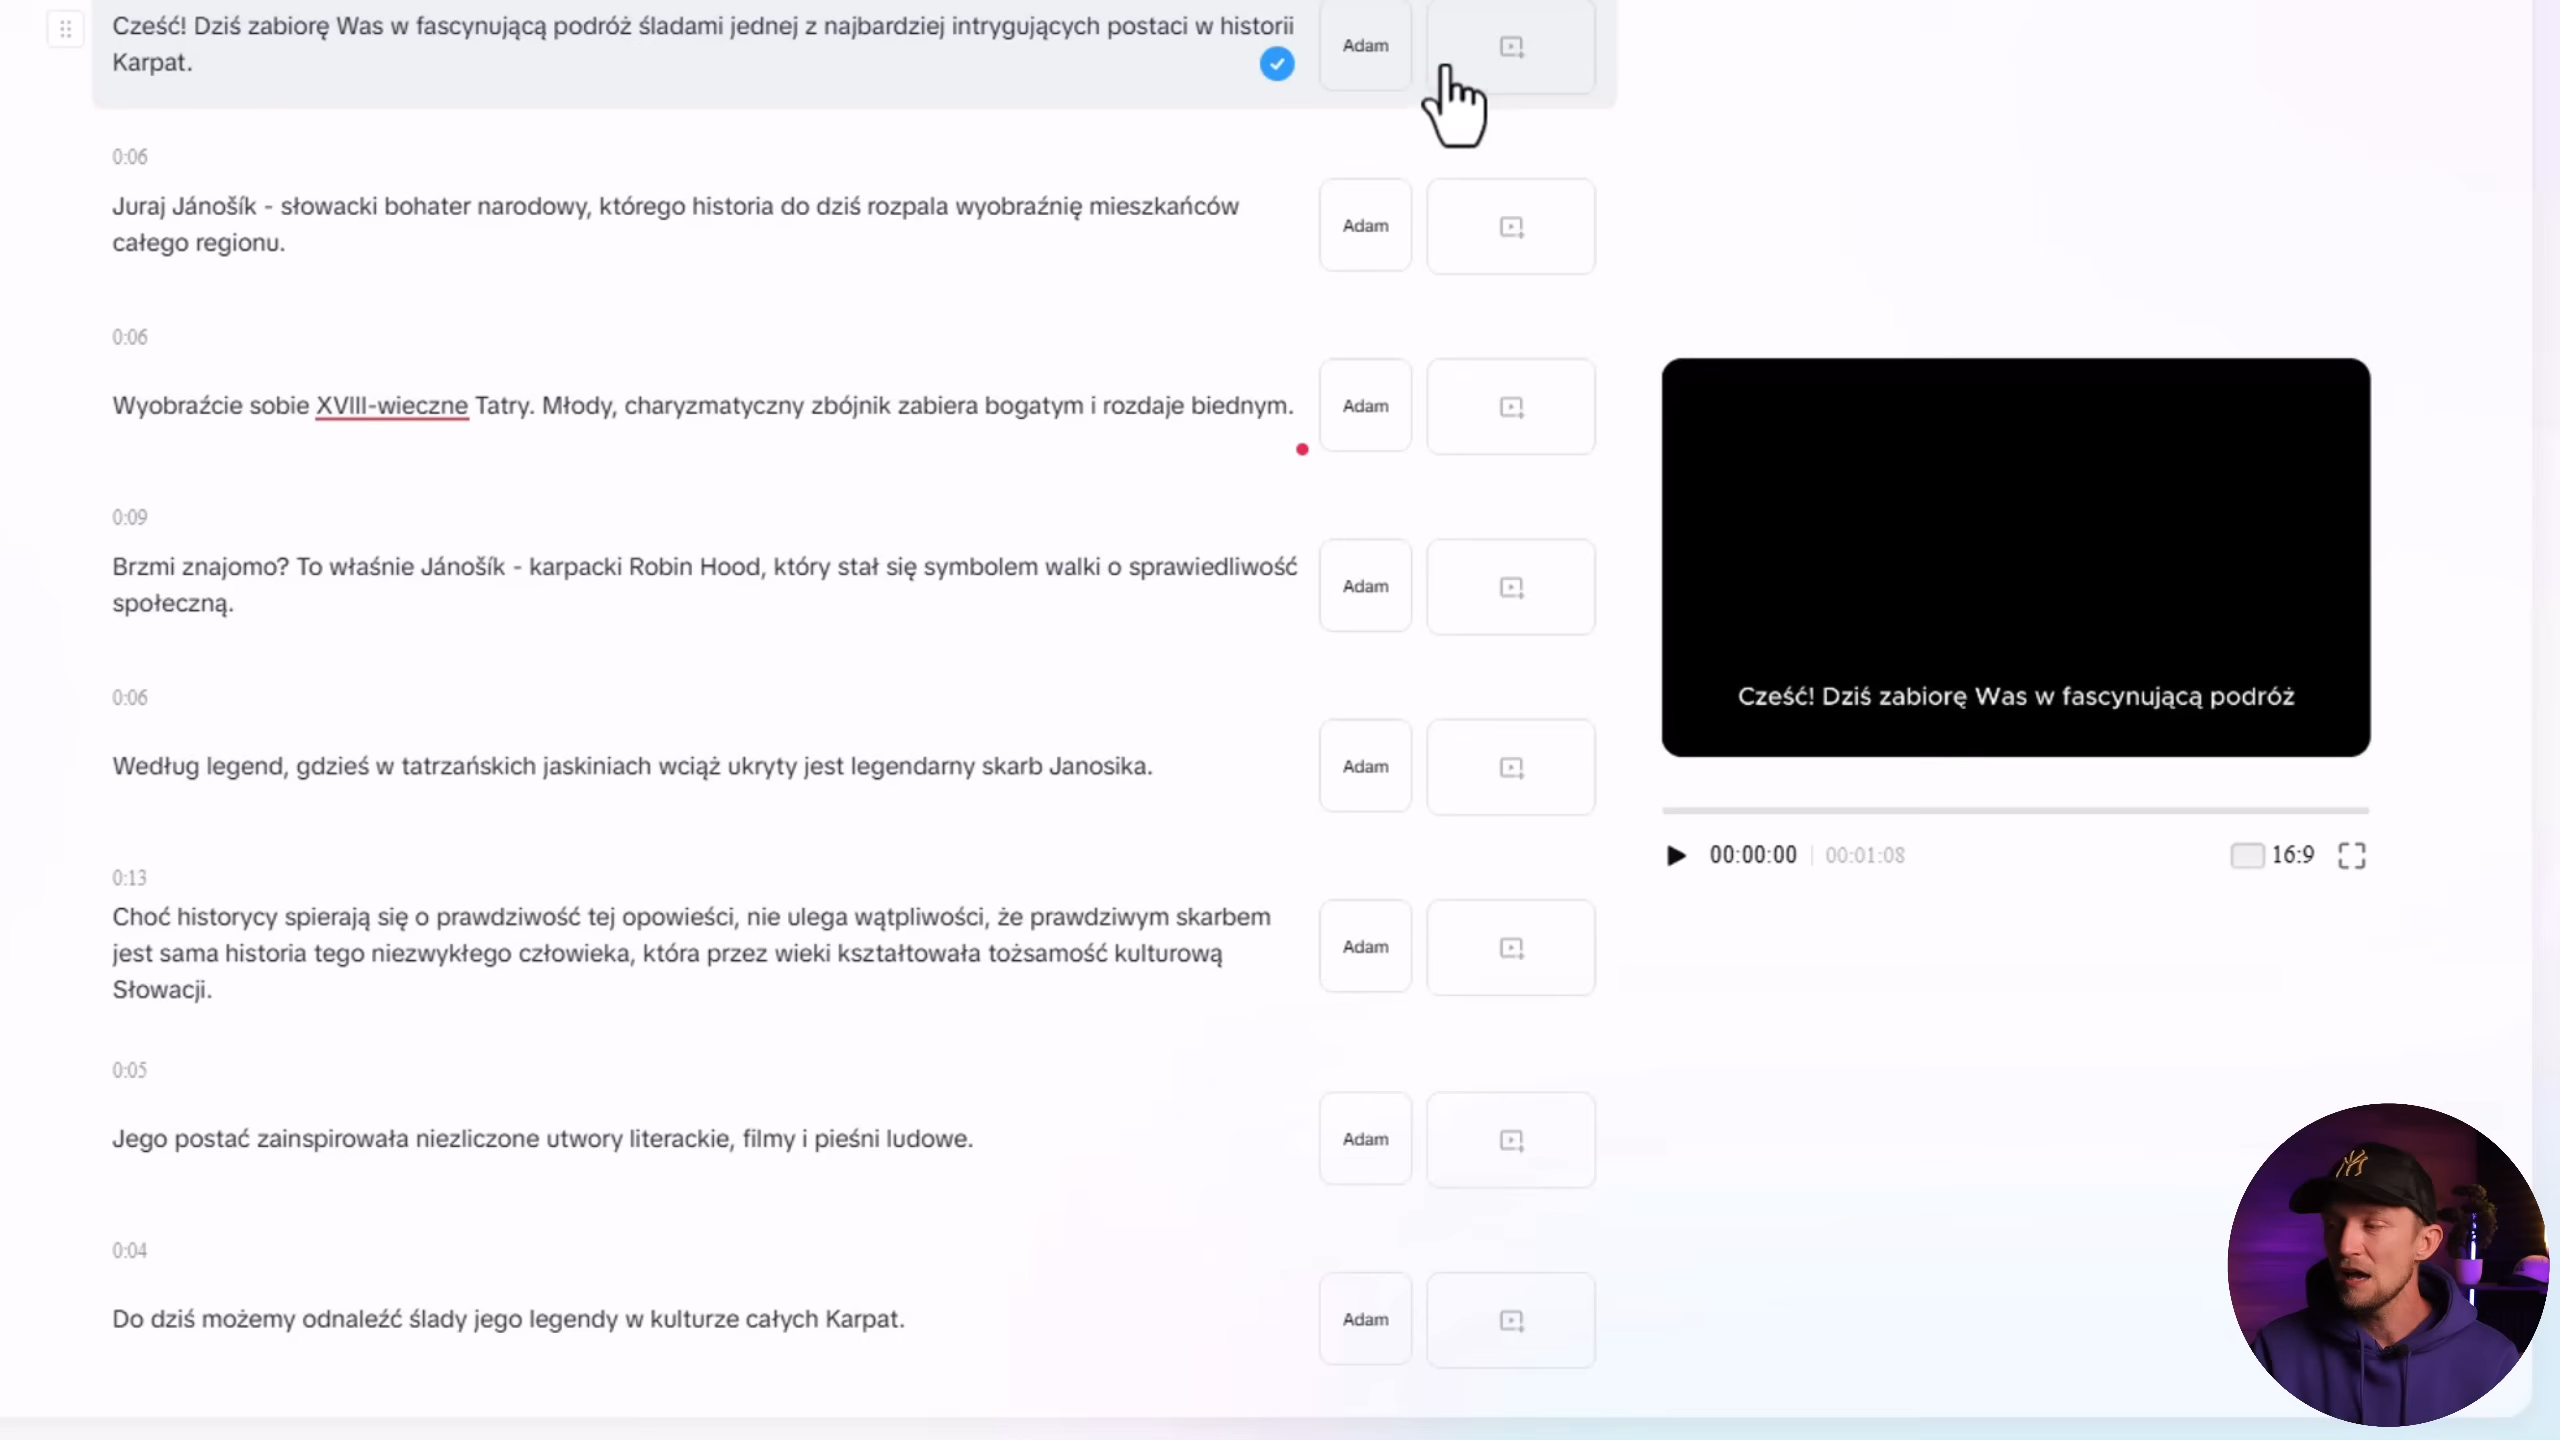 Cześć! Dziś zabiorę Was w fascynującą podróż śladami jednej z najbardziej intrygujących postaci w historii
Karpat.
Adam
0:06
Juraj Jánošík - słowacki bohater narodowy, którego historia do dziś rozpala wyobraźnię mieszkańców
całego regionu.
Adam
0:06
Wyobraźcie sobie XVIII-wieczne Tatry. Młody, charyzmatyczny zbójnik zabiera bogatym i rozdaje biednym.
Adam
0:09
Brzmi znajomo? To właśnie Jánošík - karpacki Robin Hood, który stał się symbolem walki o sprawiedliwość
społeczną.
Adam
0:06
Według legend, gdzieś w tatrzańskich jaskiniach wciąż ukryty jest legendarny skarb Janosika.
Adam
0:13
Choć historycy spierają się o prawdziwość tej opowieści, nie ulega wątpliwości, że prawdziwym skarbem
jest sama historia tego niezwykłego człowieka, która przez wieki kształtowała tożsamość kulturową
Słowacji.
Adam
0:05
Jego postać zainspirowała niezliczone utwory literackie, filmy i pieśni ludowe.
Adam
0:04
Do dziś możemy odnaleźć ślady jego legendy w kulturze całych Karpat.
Adam
Cześć! Dziś zabiorę Was w fascynującą podróż
00:00:00 00:01:08 16:9